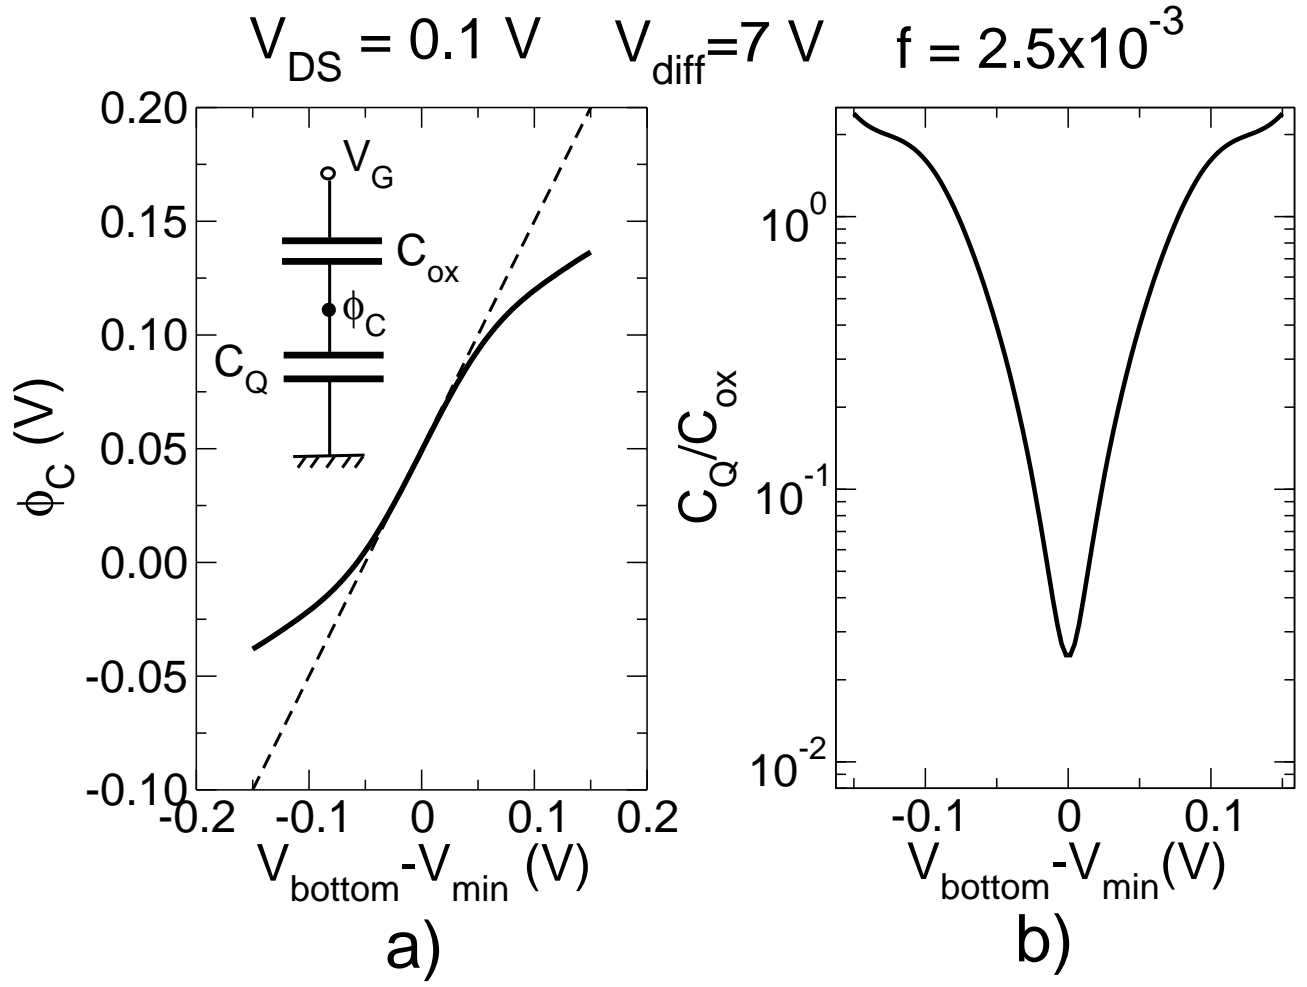 V_DS = 0.1 V V_diff=7 V f = 2.5x10^-3
0.20
0.15
0.10
0.05
0.00
-0.05
-0.10
ϕ_C (V)
V_G
C_ox
ϕ_C
C_Q
-0.2 -0.1 0 0.1 0.2
V_bottom-V_min (V)
a)
10^0
10^-1
10^-2
C_Q/C_ox
-0.1 0 0.1
V_bottom-V_min(V)
b)